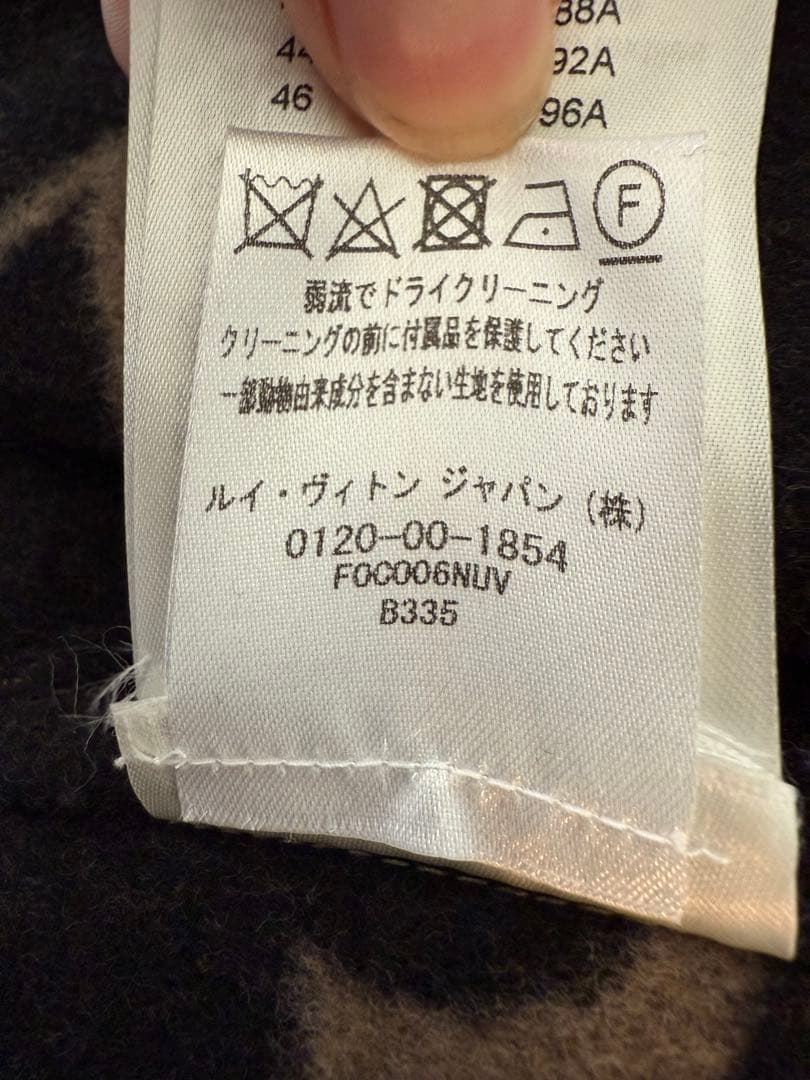 88A
44 92A
46 96A
F
弱流でドライクリーニング
クリーニングの前に付属品を保護してください
一部動物由来成分を含まない生地を使用しております
ルイ・ヴィトン ジャパン (株)
0120-00-1854
FOC006NUV
B335